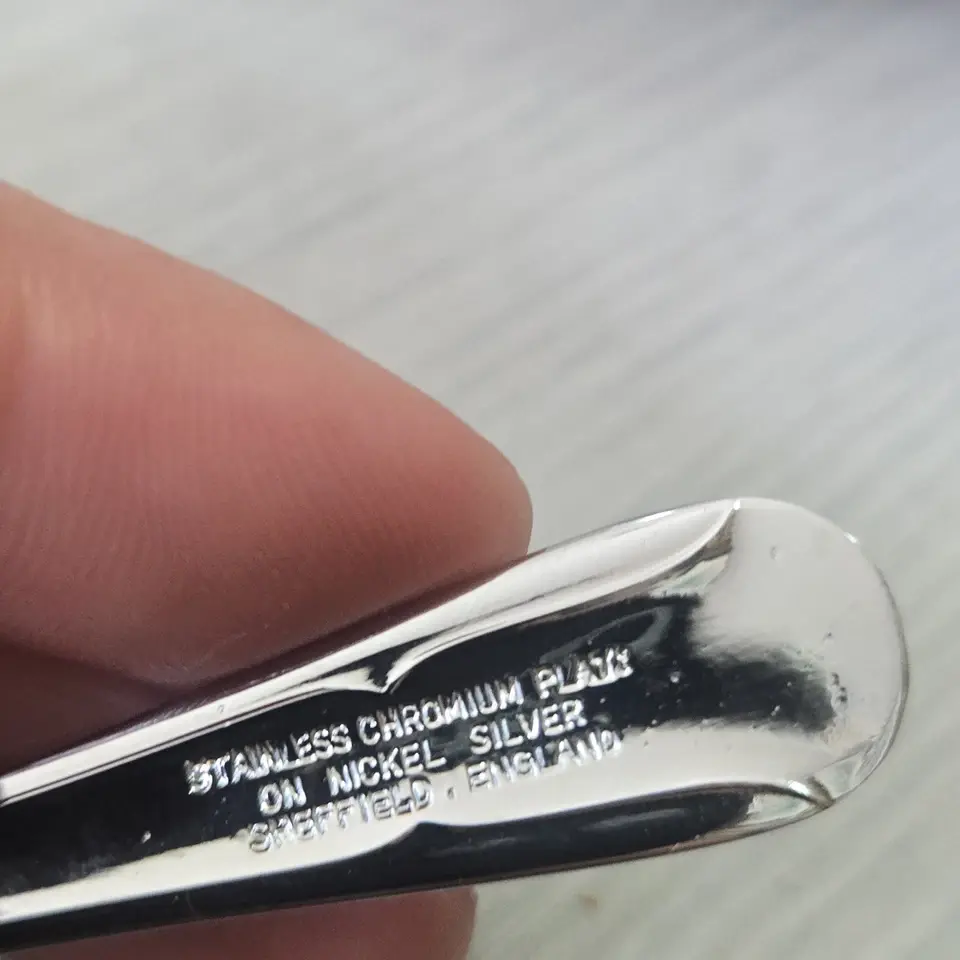 STAINLESS CHROMIUM PLATE
ON NICKEL SILVER
SHEFFIELD . ENGLAND